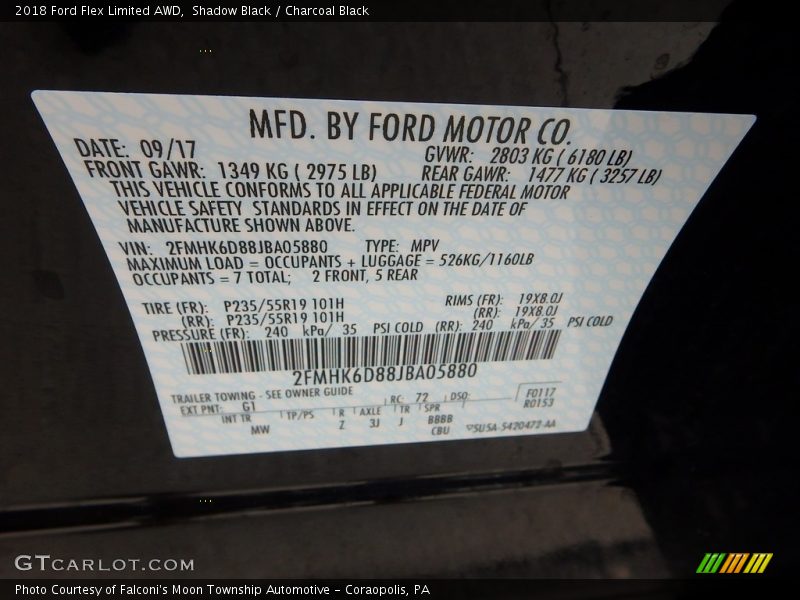 2018 Ford Flex Limited AWD,  Shadow Black / Charcoal Black
MFD. BY FORD MOTOR CO.
DATE: 09/17 GVWR: 2803 KG ( 6180 LB)
FRONT GAWR: 1349 KG ( 2975 LB) REAR GAWR: 1477 KG ( 3257 LB)
THIS VEHICLE CONFORMS TO ALL APPLICABLE FEDERAL MOTOR
VEHICLE SAFETY STANDARDS IN EFFECT ON THE DATE OF
MANUFACTURE SHOWN ABOVE.
VIN: 2FMHK6D88JBA05880 TYPE: MPV
MAXIMUM LOAD = OCCUPANTS + LUGGAGE = 526KG/1160LB
OCCUPANTS = 7 TOTAL; 2 FRONT, 5 REAR
TIRE (FR): P235/55R19 101H RIMS (FR): 19X8.0J
(RR): P235/55R19 101H (RR): 19X8.0J
PRESSURE (FR): 240 kPa/ 35 PSI COLD (RR): 240 kPa/ 35 PSI COLD
2FMHK6D88JBA05880
TRAILER TOWING - SEE OWNER GUIDE
EXT PNT: G1 RC: 72 DSO: F0117
R0153
INT TR TP/PS R AXLE TR SPR
MW Z 3J J BBBB
CBU 5U5A-5420472-AA
GTCARLOT.COM
Photo Courtesy of Falconi's Moon Township Automotive - Coraopolis, PA